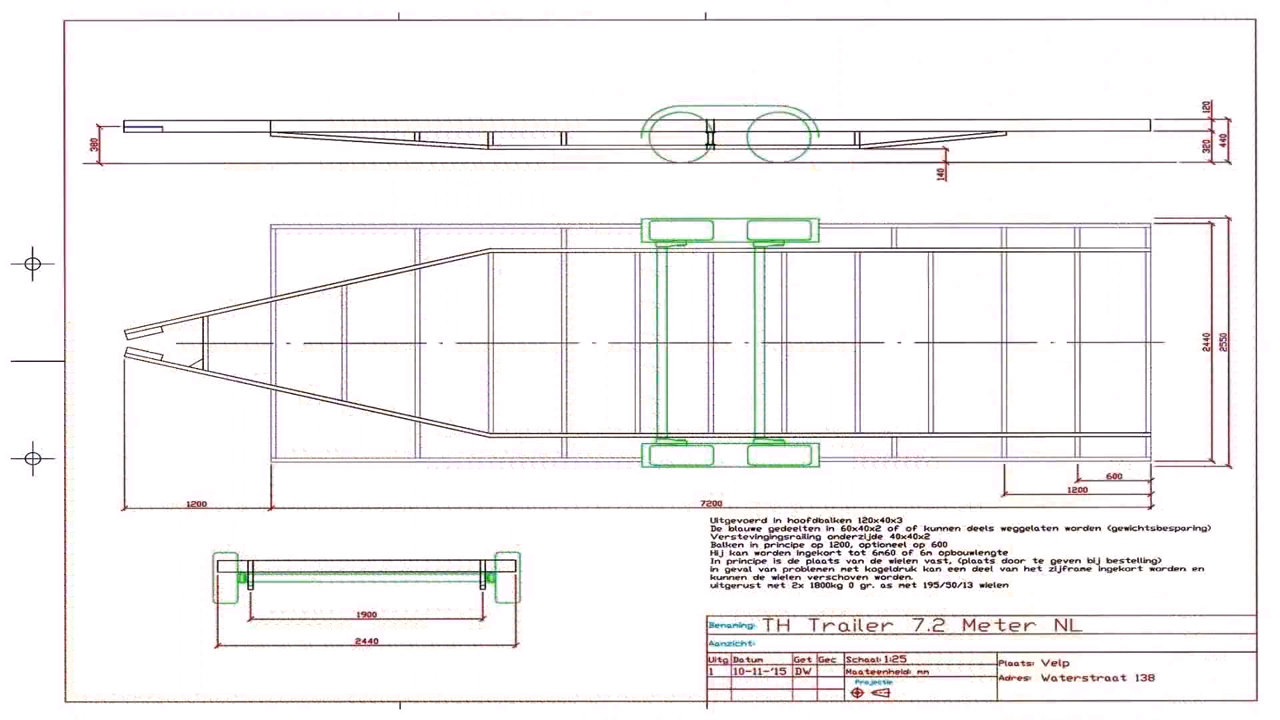 380
120
320
440
140
2440
2550
600
1200
1200
7200
Uitgevoerd in hoofdbalken 120x40x3
De blauwe gedeelten in 60x40x2 of of kunnen deels weggelaten worden (gewichtsbesparing)
Verstevingingsrailing onderzijde 40x40x2
Balken in principe op 1200, optioneel op 600
Hij kan worden ingekort tot 6m60 of 6m opbouwlengte
In principe is de plaats van de wielen vast, (plaats door te geven bij bestelling)
in geval van problemen met kogeldruk kan een deel van het zijframe ingekort worden en
kunnen de wielen verschoven worden.
uitgerust met 2x 1800kg 0 gr. as met 195/50/13 wielen
1900
2440
Benaming: TH Trailer 7.2 Meter NL
Aanzicht:
Uitg Datum Get Gec Schaal: 1:25
1 10-11-'15 DW Maateenheid: mm
Projectie
Plaats: Velp
Adres: Waterstraat 138